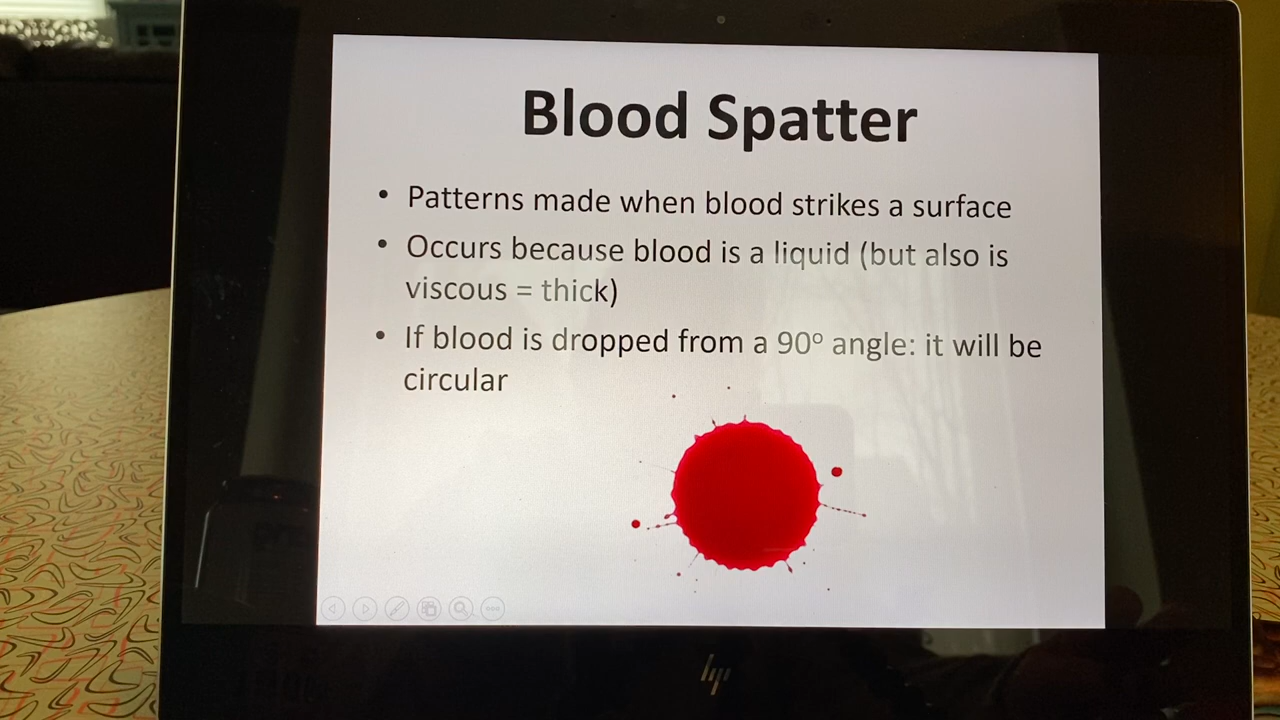 Blood Spatter
• Patterns made when blood strikes a surface
• Occurs because blood is a liquid (but also is
viscous = thick)
• If blood is dropped from a 90° angle: it will be
circular
hp